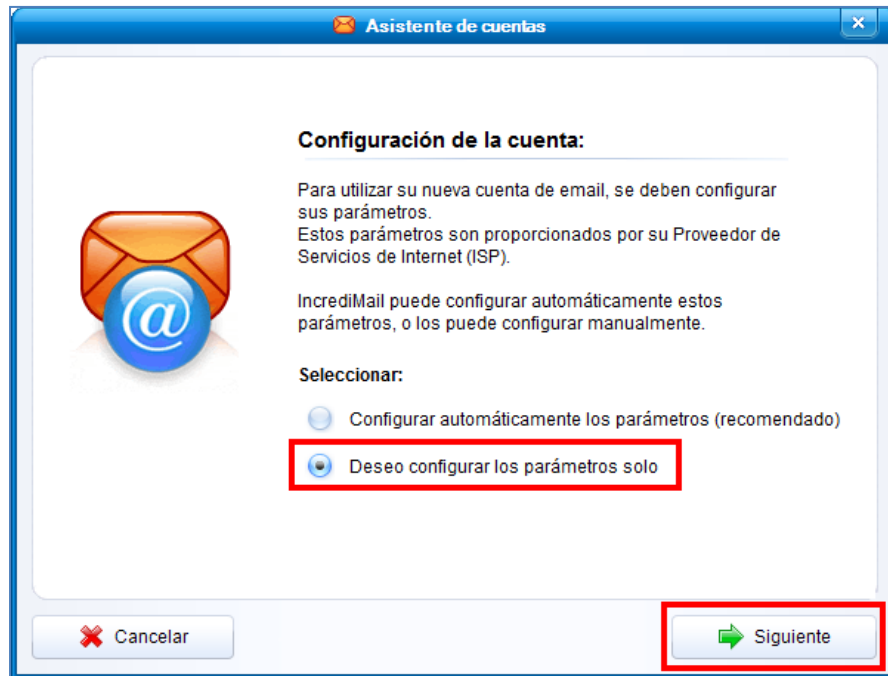 Asistente de cuentas
Configuración de la cuenta:
Para utilizar su nueva cuenta de email, se deben configurar
sus parámetros.
Estos parámetros son proporcionados por su Proveedor de
Servicios de Internet (ISP).
IncrediMail puede configurar automáticamente estos
parámetros, o los puede configurar manualmente.
Seleccionar:
Configurar automáticamente los parámetros (recomendado)
Deseo configurar los parámetros solo
Cancelar
Siguiente